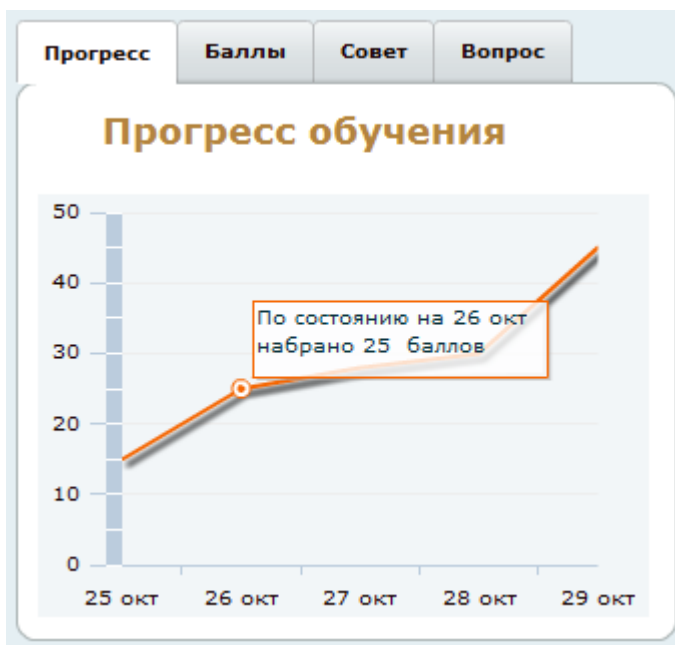 Прогресс Баллы Совет Вопрос
Прогресс обучения
50
40
30
20
10
0
По состоянию на 26 окт
набрано 25 баллов
25 окт 26 окт 27 окт 28 окт 29 окт